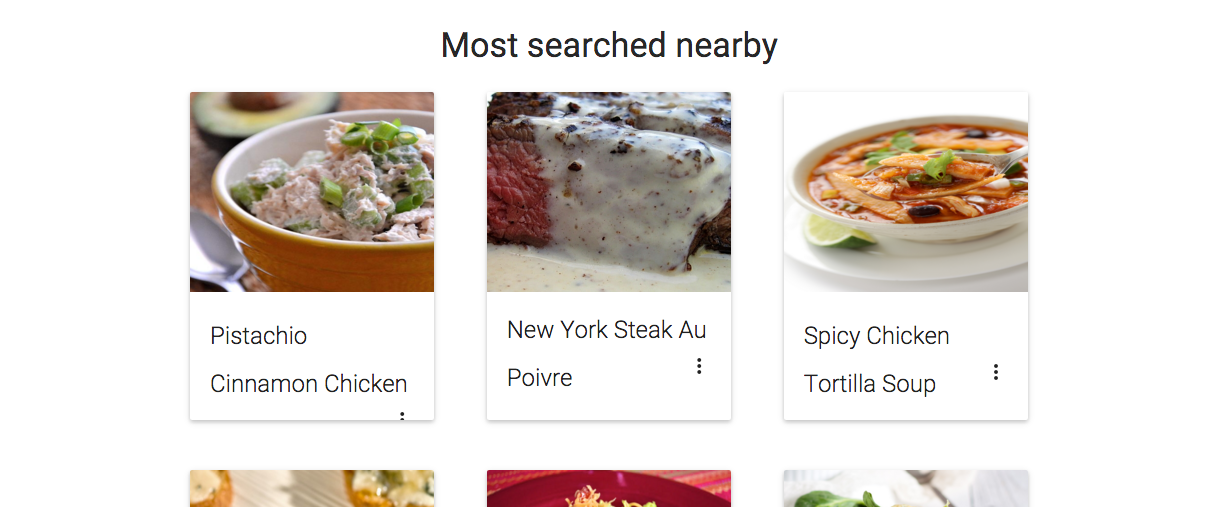 Most searched nearby
Pistachio
Cinnamon Chicken
New York Steak Au
Poivre
Spicy Chicken
Tortilla Soup